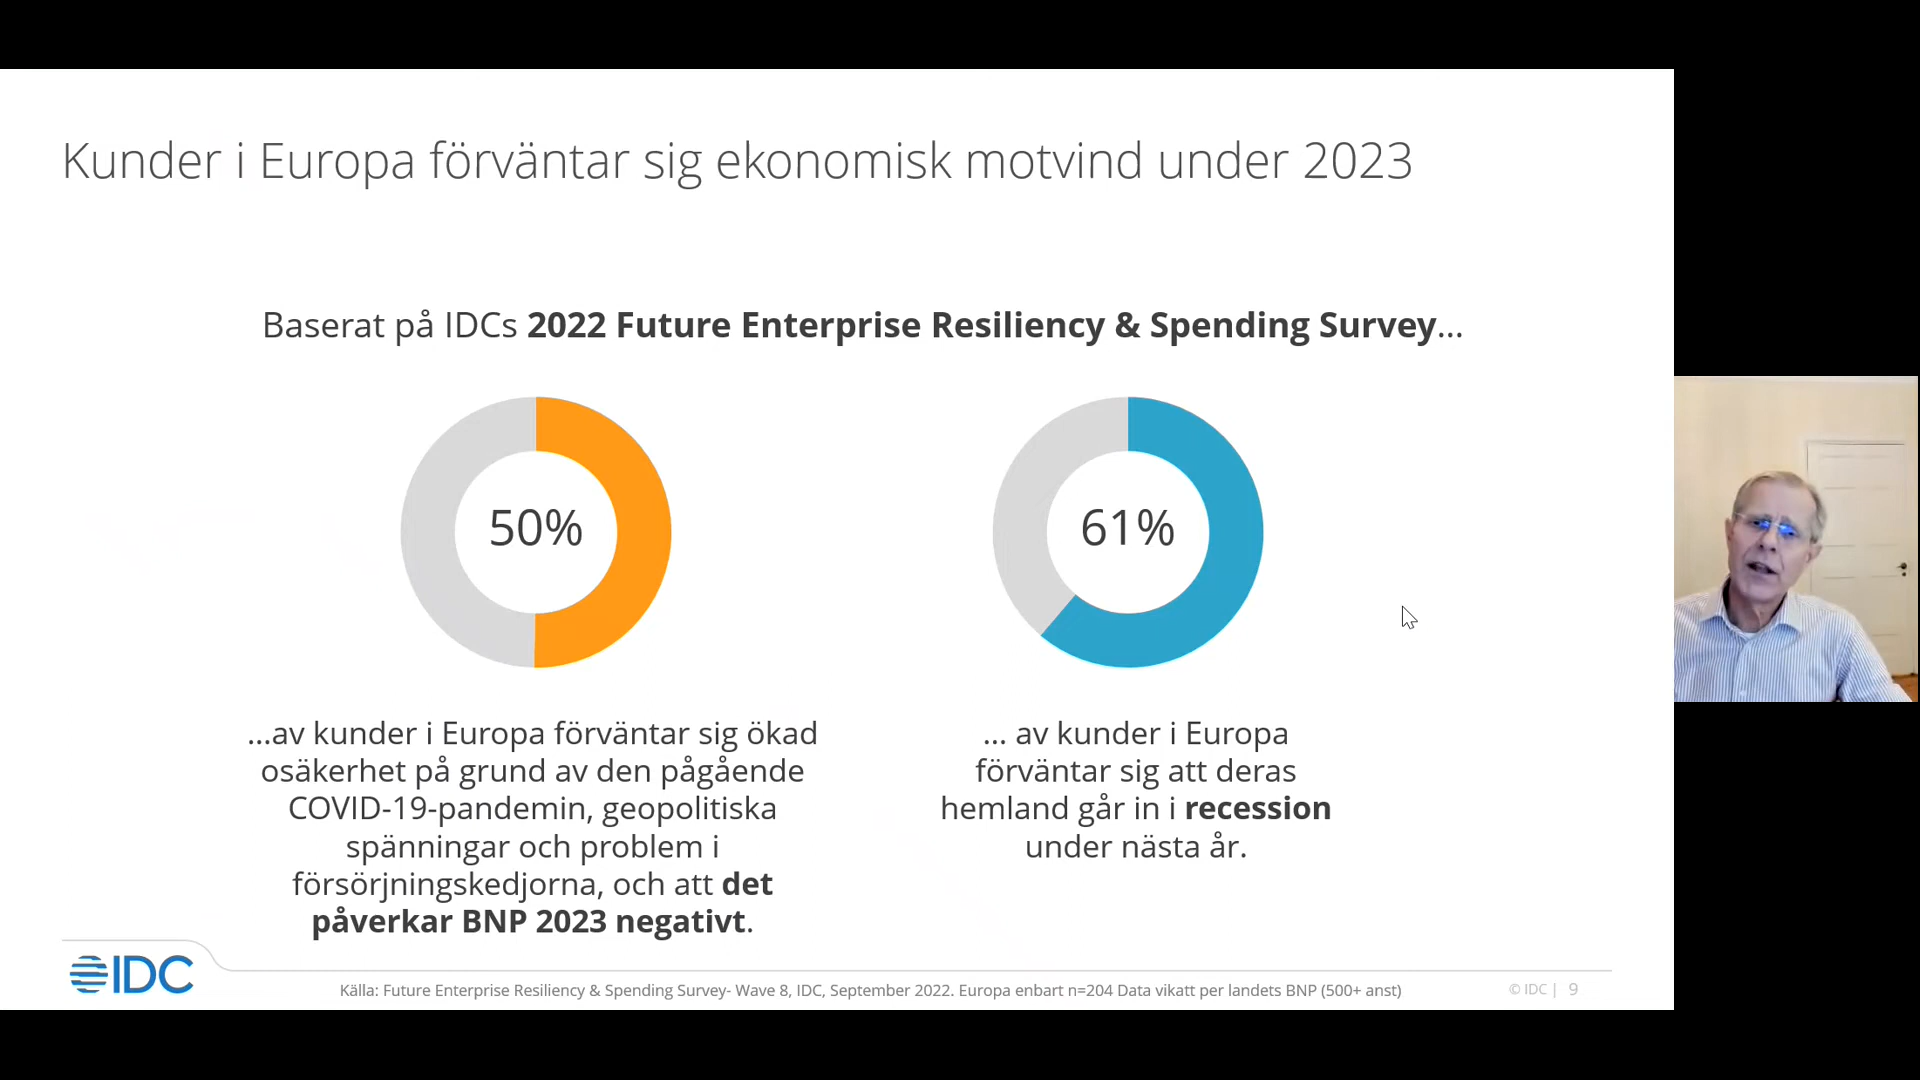 Kunder i Europa förväntar sig ekonomisk motvind under 2023
Baserat på IDCs 2022 Future Enterprise Resiliency & Spending Survey...
50%
61%
...av kunder i Europa förväntar sig ökad
osäkerhet på grund av den pågående
COVID-19-pandemin, geopolitiska
spänningar och problem i
försörjningskedjorna, och att det
påverkar BNP 2023 negativt.
... av kunder i Europa
förväntar sig att deras
hemland går in i recession
under nästa år.
IDC
Källa: Future Enterprise Resiliency & Spending Survey- Wave 8, IDC, September 2022. Europa enbart n=204 Data vikatt per landets BNP (500+ anst)
© IDC | 9